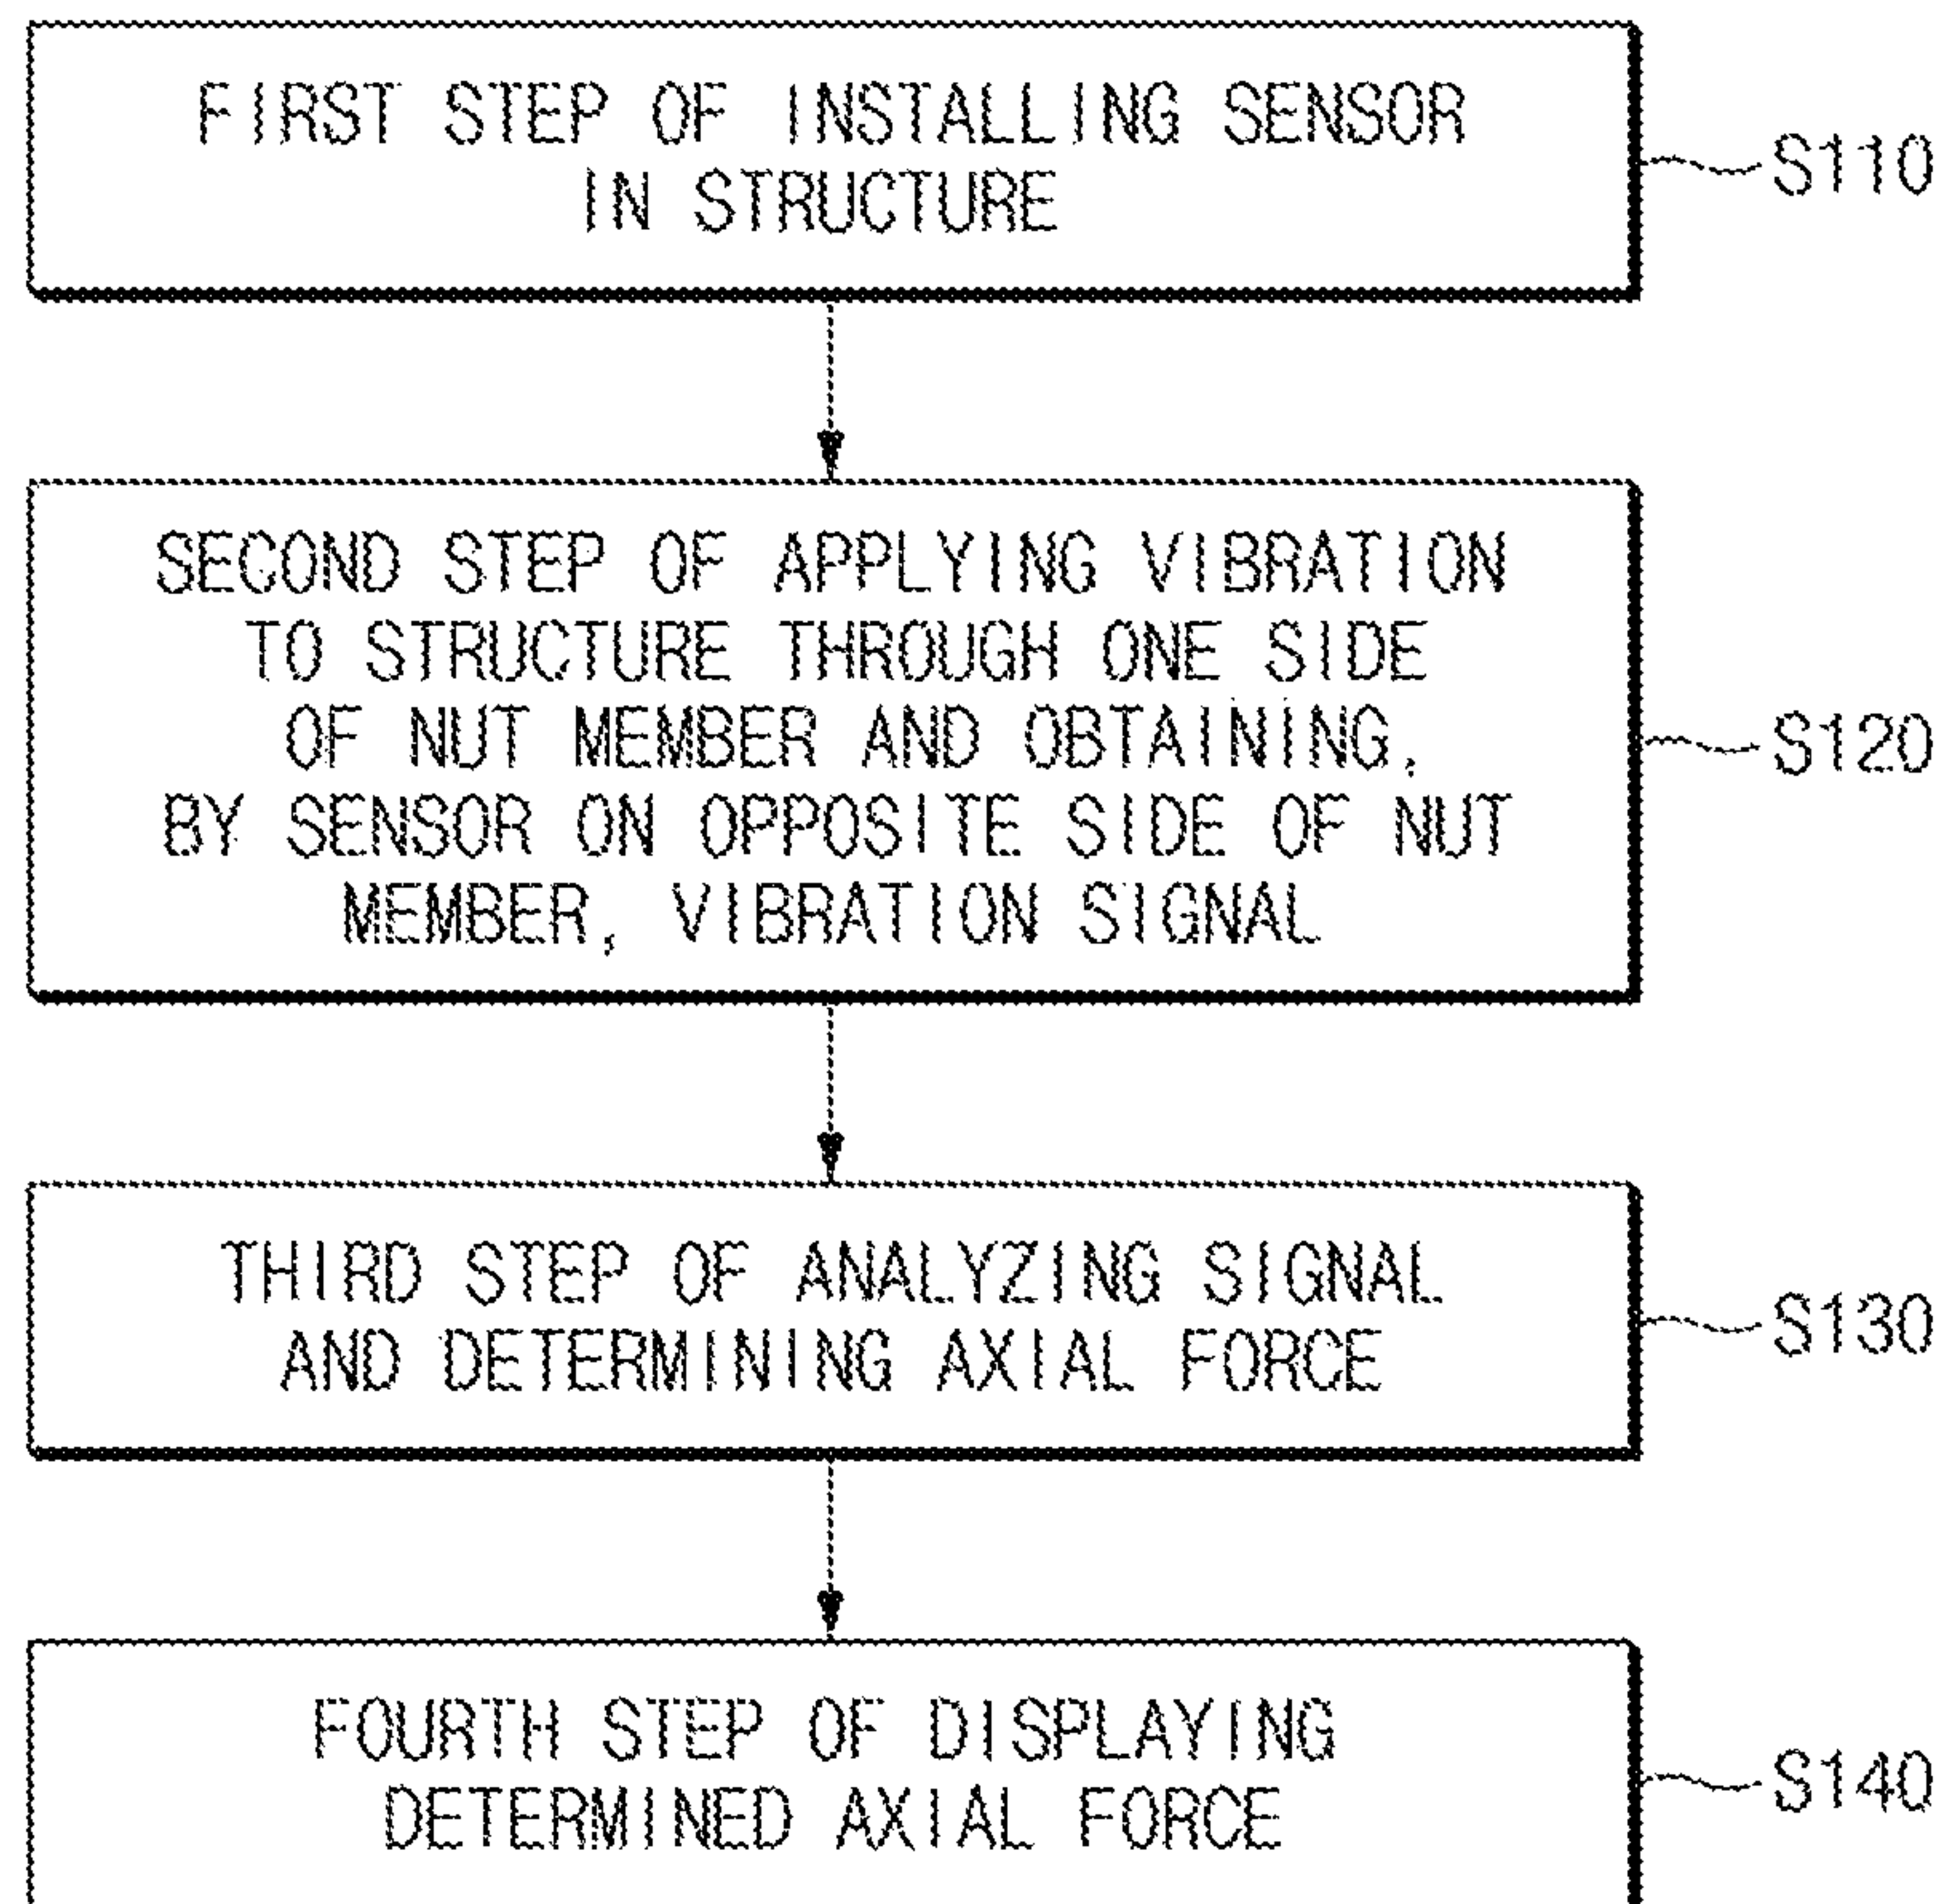 FIRST STEP OF INSTALLING SENSOR
IN STRUCTURE
S110
SECOND STEP OF APPLYING VIBRATION
TO STRUCTURE THROUGH ONE SIDE
OF NUT MEMBER AND OBTAINING,
BY SENSOR ON OPPOSITE SIDE OF NUT
MEMBER, VIBRATION SIGNAL
S120
THIRD STEP OF ANALYZING SIGNAL
AND DETERMINING AXIAL FORCE
S130
FOURTH STEP OF DISPLAYING
DETERMINED AXIAL FORCE
S140